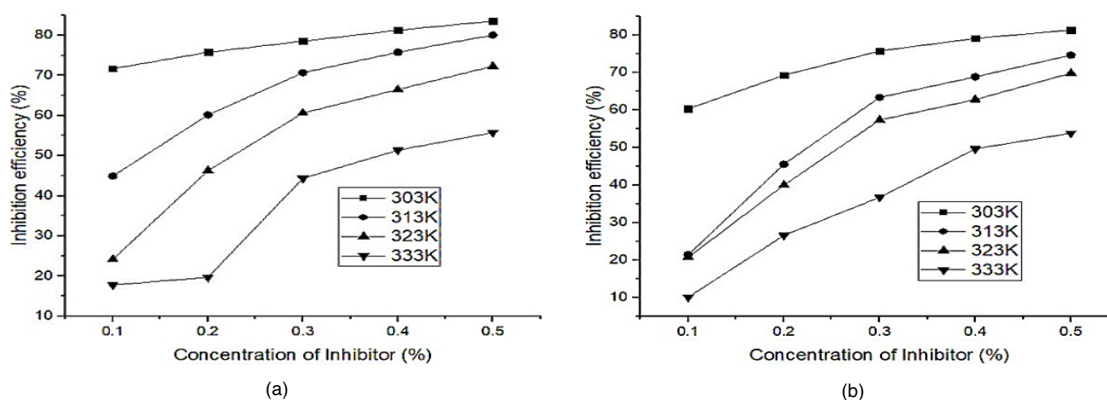 80
70
60
50
40
30
20
10
Inhibition efficiency (%)
303K
313K
323K
333K
0.1 0.2 0.3 0.4 0.5
Concentration of Inhibitor (%)
(a)
80
70
60
50
40
30
20
10
Inhibition efficiency (%)
303K
313K
323K
333K
0.1 0.2 0.3 0.4 0.5
Concentration of Inhibitor (%)
(b)